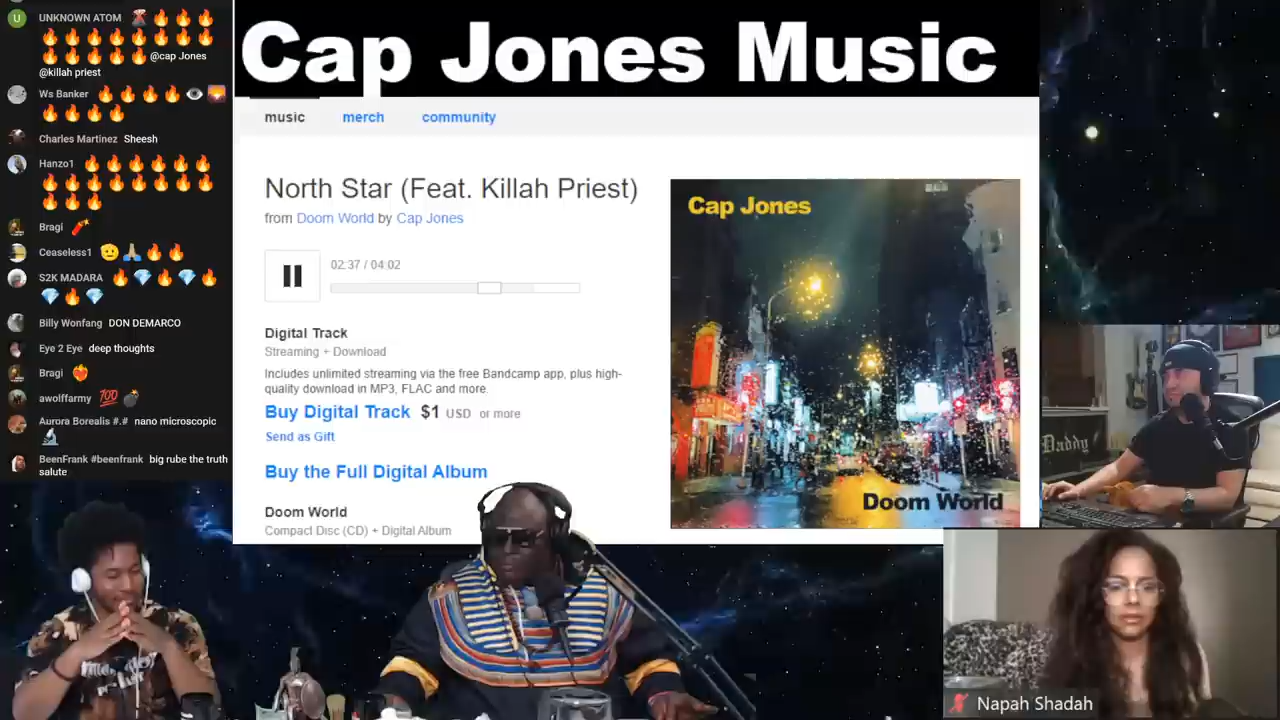 UNKNOWN ATOM
@cap Jones
@killah priest
Ws Banker
Charles Martinez Sheesh
Hanzo1
Bragi
Ceaseless1
S2K MADARA
Billy Wonfang DON DEMARCO
Eye 2 Eye deep thoughts
Bragi
awolffarmy 💯
Aurora Borealis #.# nano microscopic
BeenFrank #beenfrank big rube the truth
salute
Cap Jones Music
music merch community
North Star (Feat. Killah Priest)
from Doom World by Cap Jones
02:37 / 04:02
Digital Track
Streaming + Download
Includes unlimited streaming via the free Bandcamp app, plus high-
quality download in MP3, FLAC and more.
Buy Digital Track $1 USD or more
Send as Gift
Buy the Full Digital Album
Doom World
Compact Disc (CD) + Digital Album
Cap Jones
Doom World
Daddy
Napah Shadah